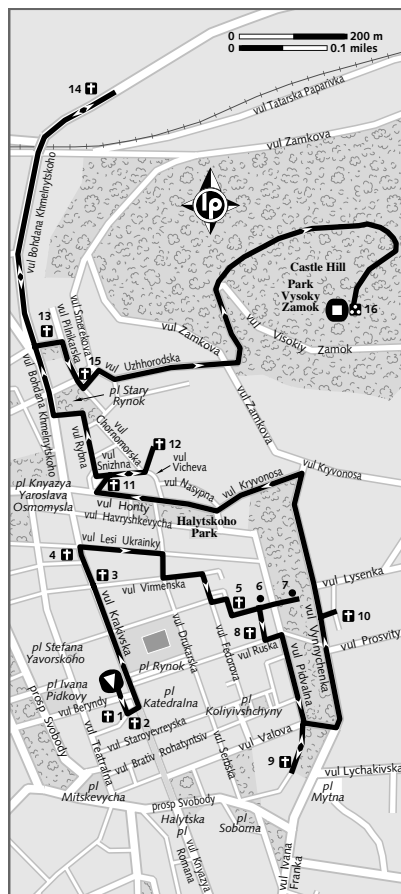 200 m
0
0.1 miles
0
14
vul Tatarska Paparivka
vul Zamkova
lp
vul Bohdana Khmelnytskoho
Castle Hill
Park
Vysoky
Zamok
16
13
vul Smerekova
vul Pilnikarska
15
vul Uzhhorodska
vul Zamkova
vul Visokiy Zamok
pl Stary
Rynok
vul Bohdana Khmelnytskoho
vul Rybna
vul Chornomorska
12
vul
Snizhna
vul
Vicheva
vul Zamkova
pl Knyazya
Yaroslava
Osmomysla
11
vul Nasypna
vul Kryvonosa
vul Kryvonosa
vul Honty
vul Havryshkevycha
Halytskoho
Park
4
vul Lesi Ukrainky
3
vul Virmenska
5
6
7
vul Lysenka
vul Krakivska
8
10
pl Stefana
Yavorskoho
vul Drukarska
vul Fedorova
vul Ruska
vul Pidvalna
vul Vynnychenka
vul Prosvity
pl Ivana
Pidkovy
pl Rynok
vul Beryndy
1
2
pl
Katedralna
pl
Koliyivshchyny
prosp Svobody
vul Teatralna
vul Staroyevreyska
vul Brativ Rohatyntsiv
vul Serbska
vul Valova
9
vul Lychakivska
pl
Mitskevycha
prosp Svobody
pl
Mytna
Halytska
pl
pl
Soborna
vul Knyazya
Romana
vul Ivana
Franka